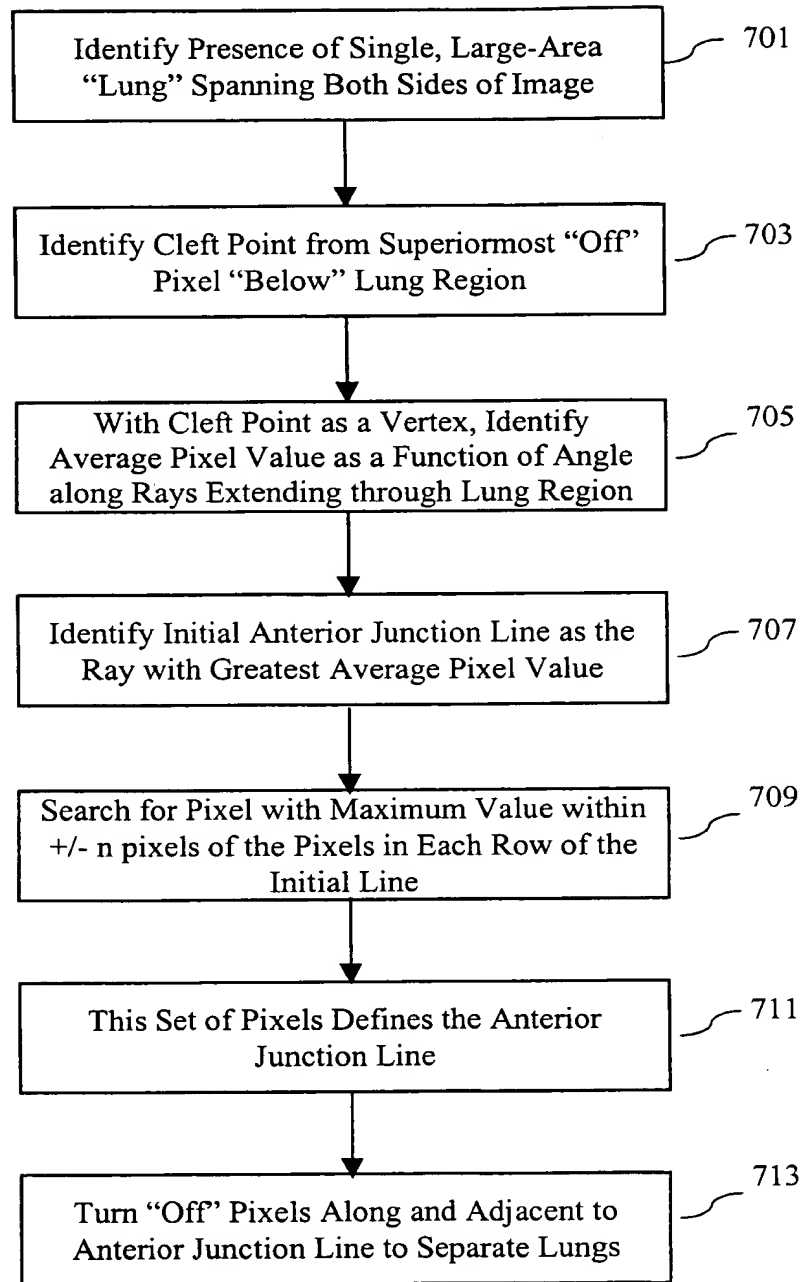 Identify Presence of Single, Large-Area
“Lung” Spanning Both Sides of Image
701
Identify Cleft Point from Superiormost “Off”
Pixel “Below” Lung Region
703
With Cleft Point as a Vertex, Identify
Average Pixel Value as a Function of Angle
along Rays Extending through Lung Region
705
Identify Initial Anterior Junction Line as the
Ray with Greatest Average Pixel Value
707
Search for Pixel with Maximum Value within
+/- n pixels of the Pixels in Each Row of the
Initial Line
709
This Set of Pixels Defines the Anterior
Junction Line
711
Turn “Off” Pixels Along and Adjacent to
Anterior Junction Line to Separate Lungs
713